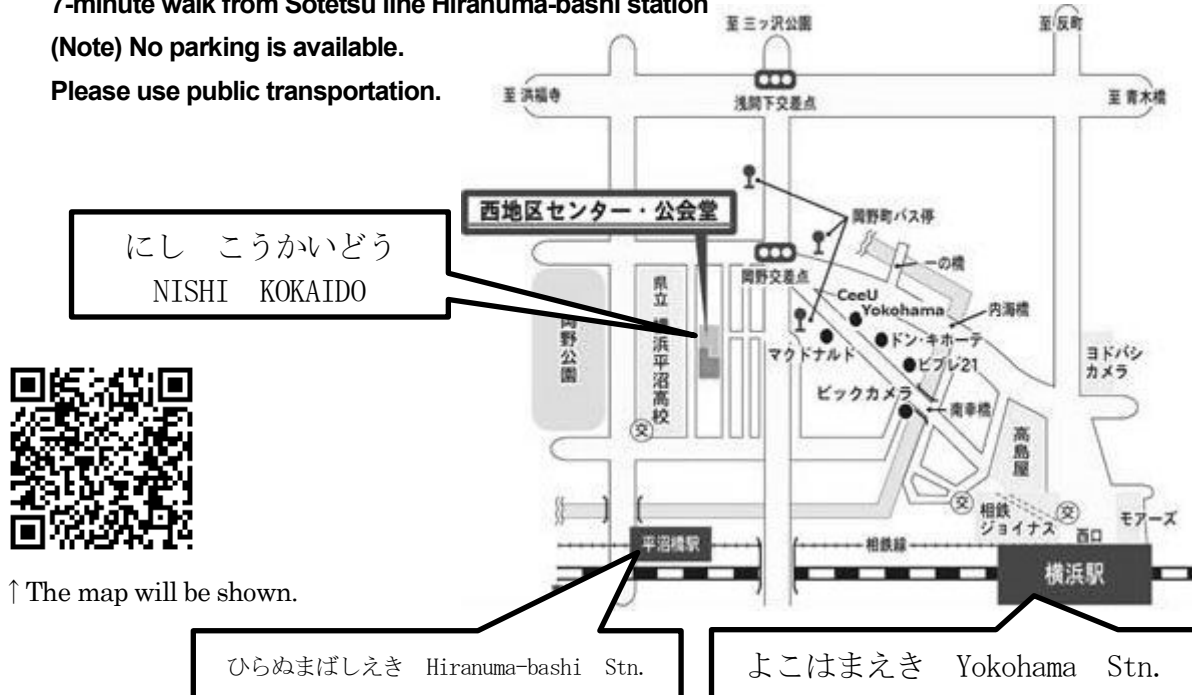 7-minute walk from Sotetsu line Hiranuma-bashi station
(Note) No parking is available.
Please use public transportation.
至 三ッ沢公園
至 反町
至 洪福寺
浅間下交差点
至 青木橋
西地区センター・公会堂
岡野町バス停
にし　こうかいどう
NISHI　KOKAIDO
一の橋
岡野交差点
県立 横浜平沼高校
岡野公園
CeeU
Yokohama
内海橋
ドン・キホーテ
マクドナルド
ビブレ21
ヨドバシ
カメラ
ビックカメラ
南幸橋
交
高島屋
交
相鉄
ジョイナス
交
西口
モアーズ
平沼橋駅
相鉄線
横浜駅
↑The map will be shown.
ひらぬまばしえき　Hiranuma-bashi　Stn.
よこはまえき　Yokohama　Stn.